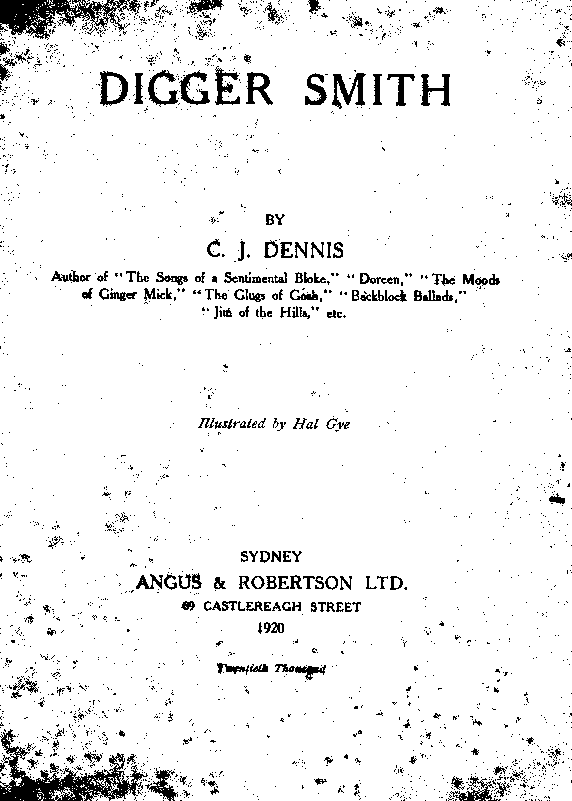 DIGGER SMITH
BY
C. J. DENNIS
Author of "The Songs of a Sentimental Bloke," "Doreen," "The Moods
of Ginger Mick," "The Glugs of Gosh," "Backblock Ballads,"
"Jim of the Hills," etc.
Illustrated by Hal Gye
SYDNEY
ANGUS & ROBERTSON LTD.
89 CASTLEREAGH STREET
1920
Twentieth Thousand